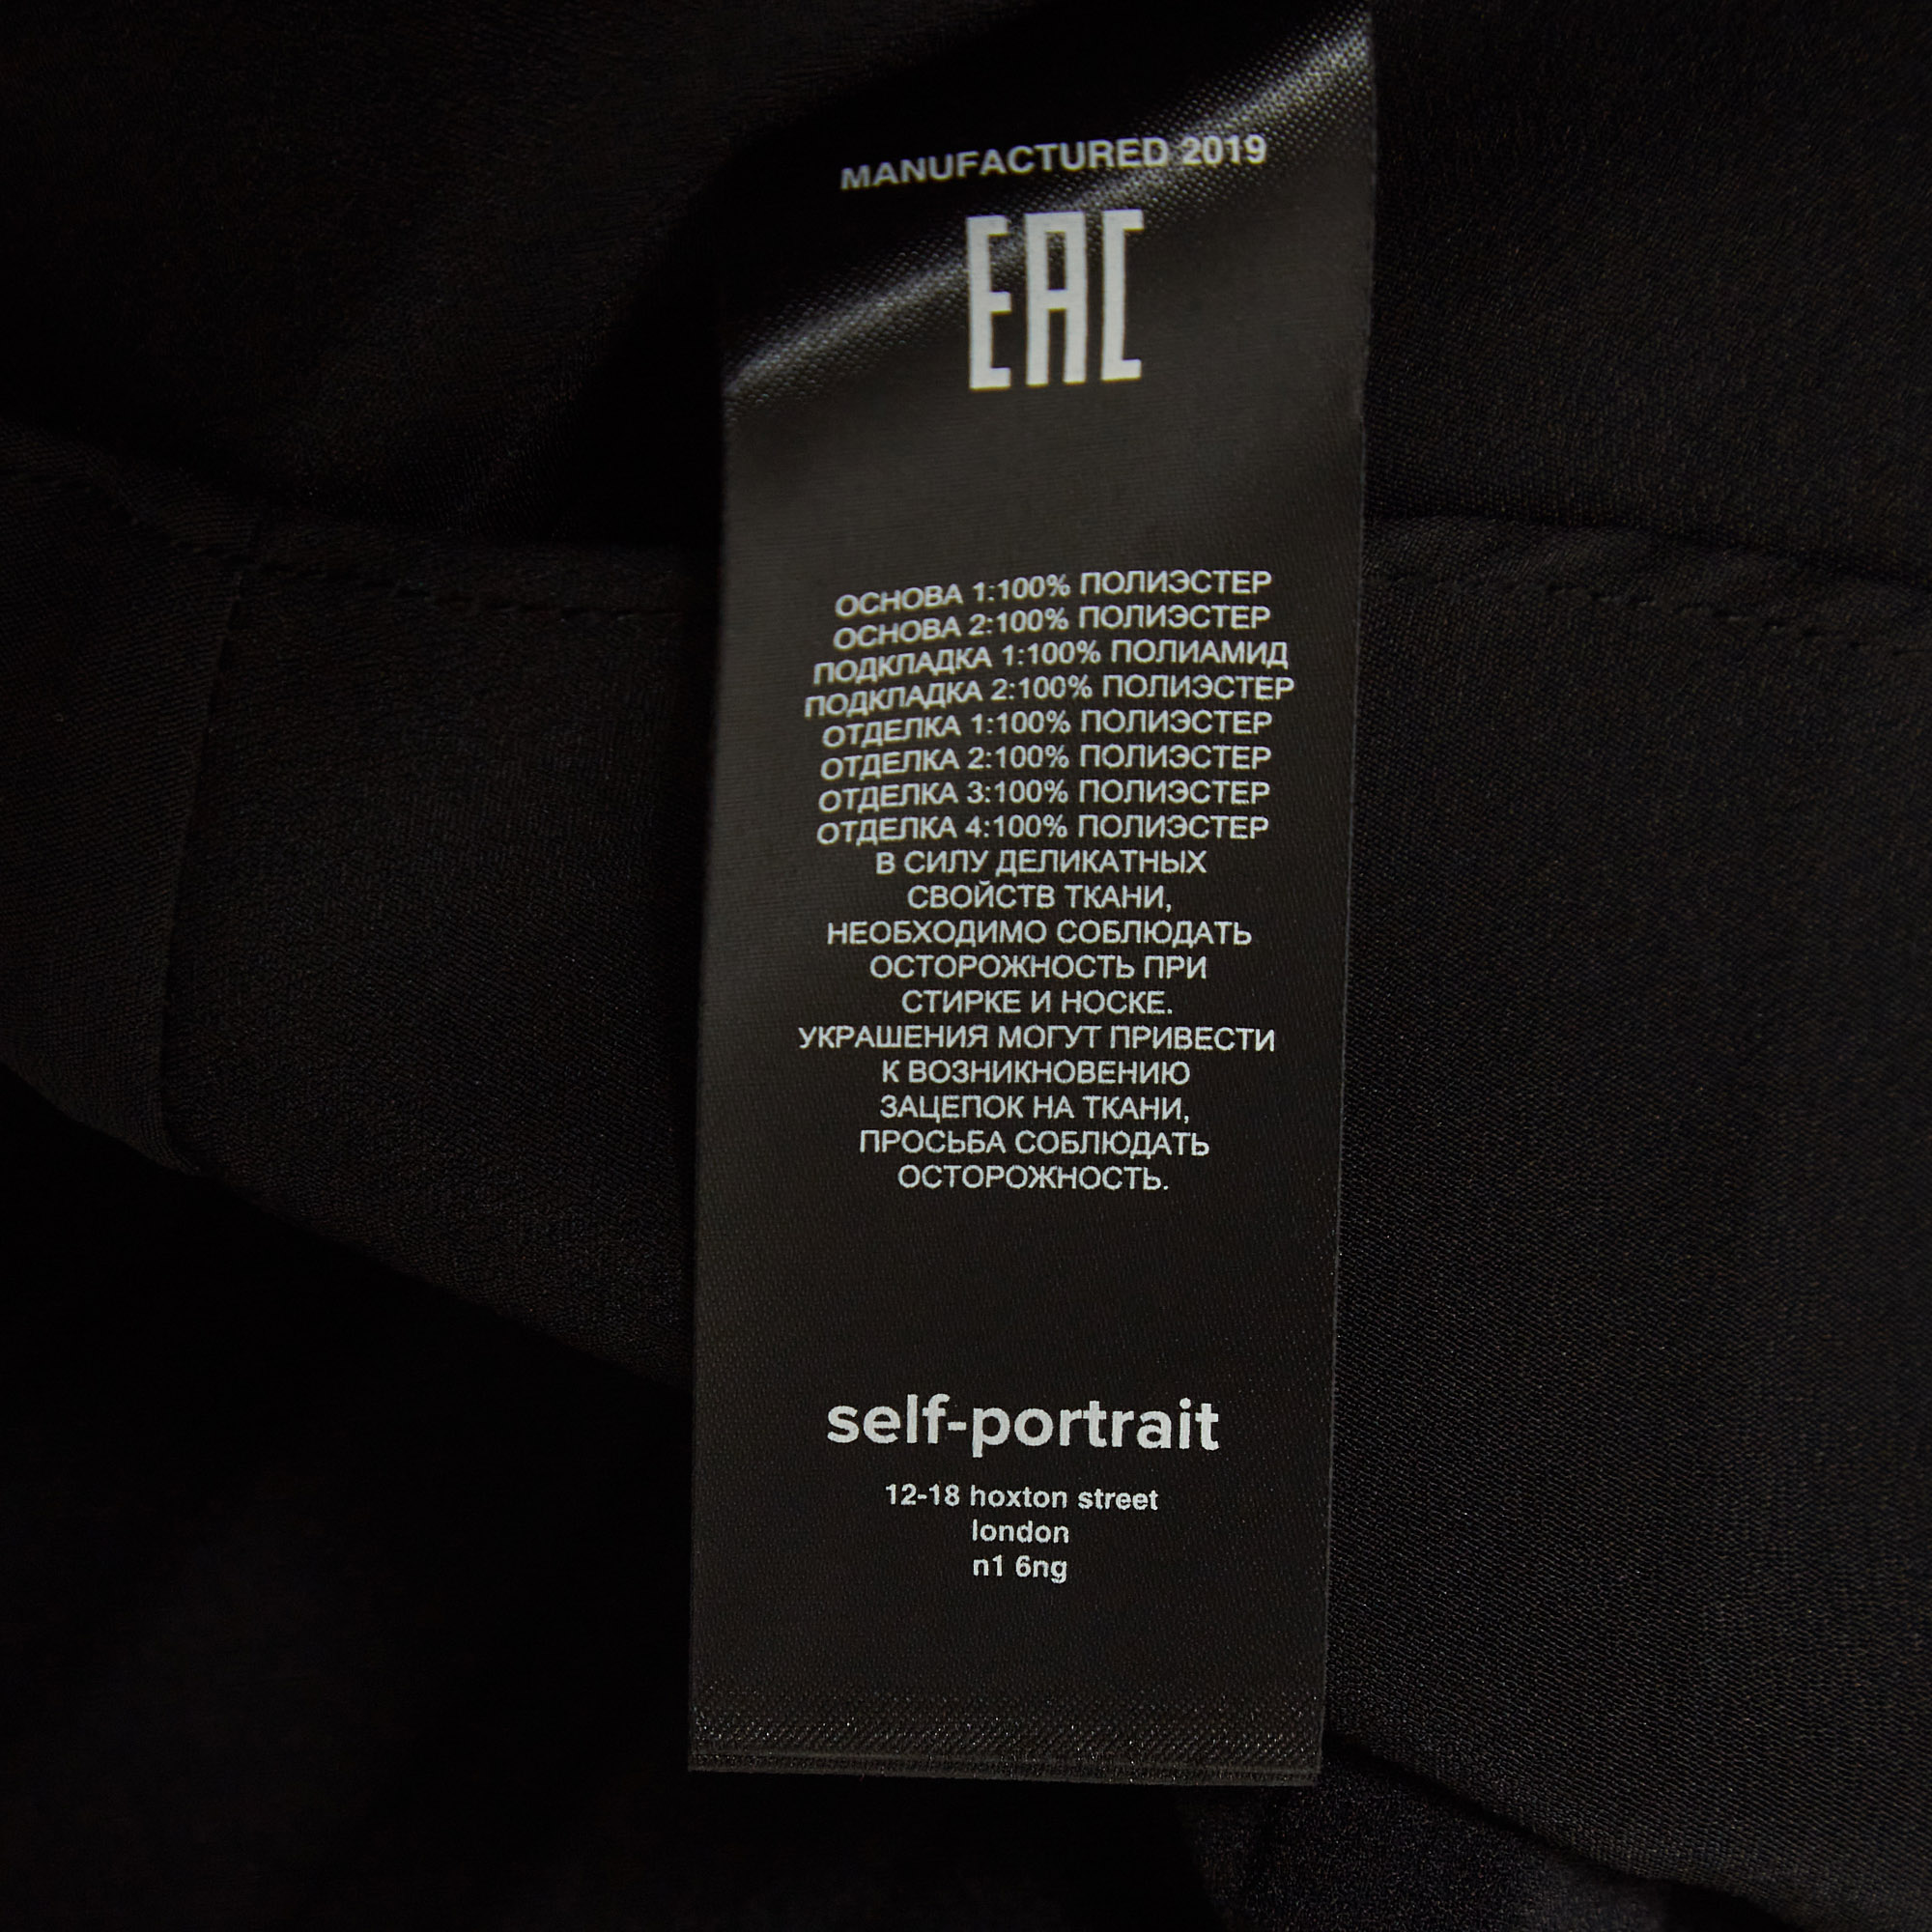 MANUFACTURED 2019
EAC
ОСНОВА 1:100% ПОЛИЭСТЕР
ОСНОВА 2:100% ПОЛИЭСТЕР
ПОДКЛАДКА 1:100% ПОЛИАМИД
ПОДКЛАДКА 2:100% ПОЛИЭСТЕР
ОТДЕЛКА 1:100% ПОЛИЭСТЕР
ОТДЕЛКА 2:100% ПОЛИЭСТЕР
ОТДЕЛКА 3:100% ПОЛИЭСТЕР
ОТДЕЛКА 4:100% ПОЛИЭСТЕР
В СИЛУ ДЕЛИКАТНЫХ
СВОЙСТВ ТКАНИ,
НЕОБХОДИМО СОБЛЮДАТЬ
ОСТОРОЖНОСТЬ ПРИ
СТИРКЕ И НОСКЕ.
УКРАШЕНИЯ МОГУТ ПРИВЕСТИ
К ВОЗНИКНОВЕНИЮ
ЗАЦЕПОК НА ТКАНИ,
ПРОСЬБА СОБЛЮДАТЬ
ОСТОРОЖНОСТЬ.
self-portrait
12-18 hoxton street
london
n1 6ng